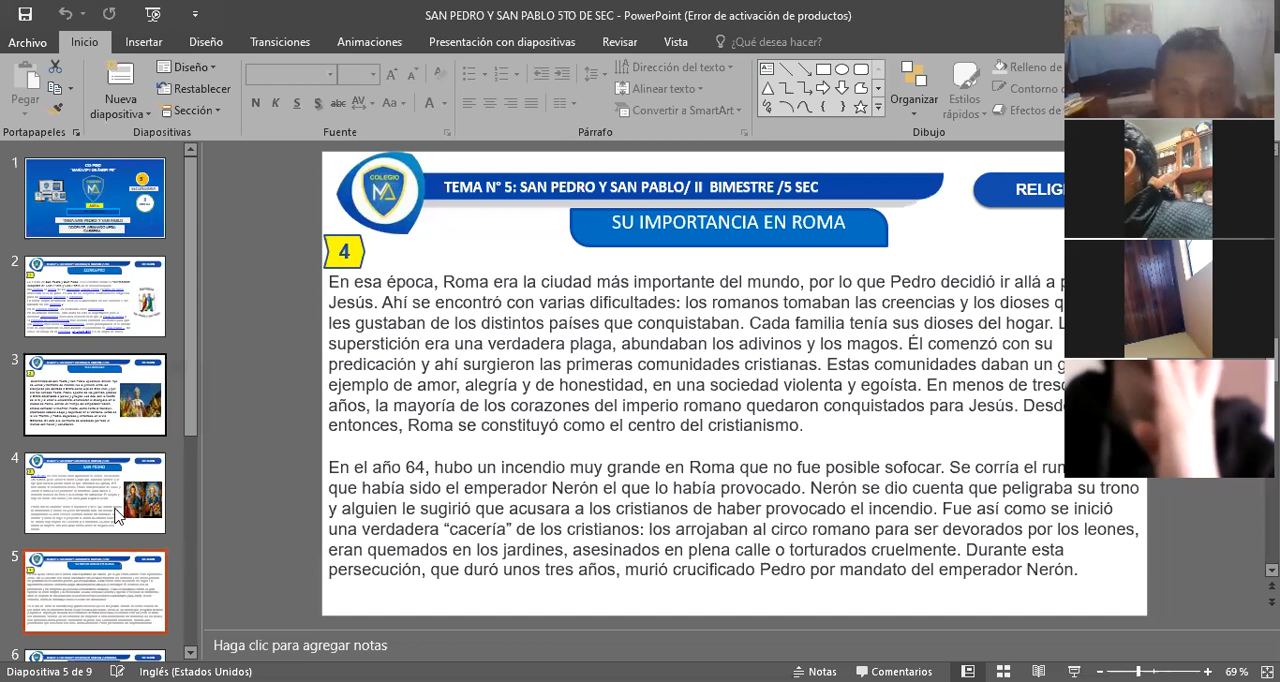 SAN PEDRO Y SAN PABLO 5TO DE SEC - PowerPoint (Error de activación de productos)
Archivo Inicio Insertar Diseño Transiciones Animaciones Presentación con diapositivas Revisar Vista ¿Qué desea hacer?
Pegar
Nueva diapositiva
Diseño
Restablecer
Sección
N K S S abc AV Aa A
Dirección del texto
Alinear texto
Convertir a SmartArt
Organizar
Estilos rápidos
Relleno de
Contorno
Efectos de
Portapapeles Diapositivas Fuente Párrafo Dibujo
1
2
3
4
5
6
COLEGIO
MA
TEMA N° 5: SAN PEDRO Y SAN PABLO/ II BIMESTRE /5 SEC
SU IMPORTANCIA EN ROMA
4
En esa época, Roma era la ciudad más importante del mundo, por lo que Pedro decidió ir allá a
Jesús. Ahí se encontró con varias dificultades: los romanos tomaban las creencias y los dioses
les gustaban de los distintos países que conquistaban. Cada familia tenía sus dioses del hogar.
superstición era una verdadera plaga, abundaban los adivinos y los magos. Él comenzó con su
predicación y ahí surgieron las primeras comunidades cristianas. Estas comunidades daban un
ejemplo de amor, alegría y de honestidad, en una sociedad violenta y egoísta. En menos de
años, la mayoría de los corazones del imperio romano quedaron conquistados para Jesús.
entonces, Roma se constituyó como el centro del cristianismo.
En el año 64, hubo un incendio muy grande en Roma que no fue posible sofocar. Se corría el
que había sido el emperador Nerón el que lo había provocado. Nerón se dio cuenta que peligraba su trono
y alguien le sugirió que acusara a los cristianos de haber provocado el incendio. Fue así como se inició
una verdadera “cacería” de los cristianos: los arrojaban al circo romano para ser devorados por los leones,
eran quemados en los jardines, asesinados en plena calle o torturados cruelmente. Durante esta
persecución, que duró unos tres años, murió crucificado Pedro por mandato del emperador Nerón.
Haga clic para agregar notas
Diapositiva 5 de 9 Inglés (Estados Unidos) Notas Comentarios 69 %